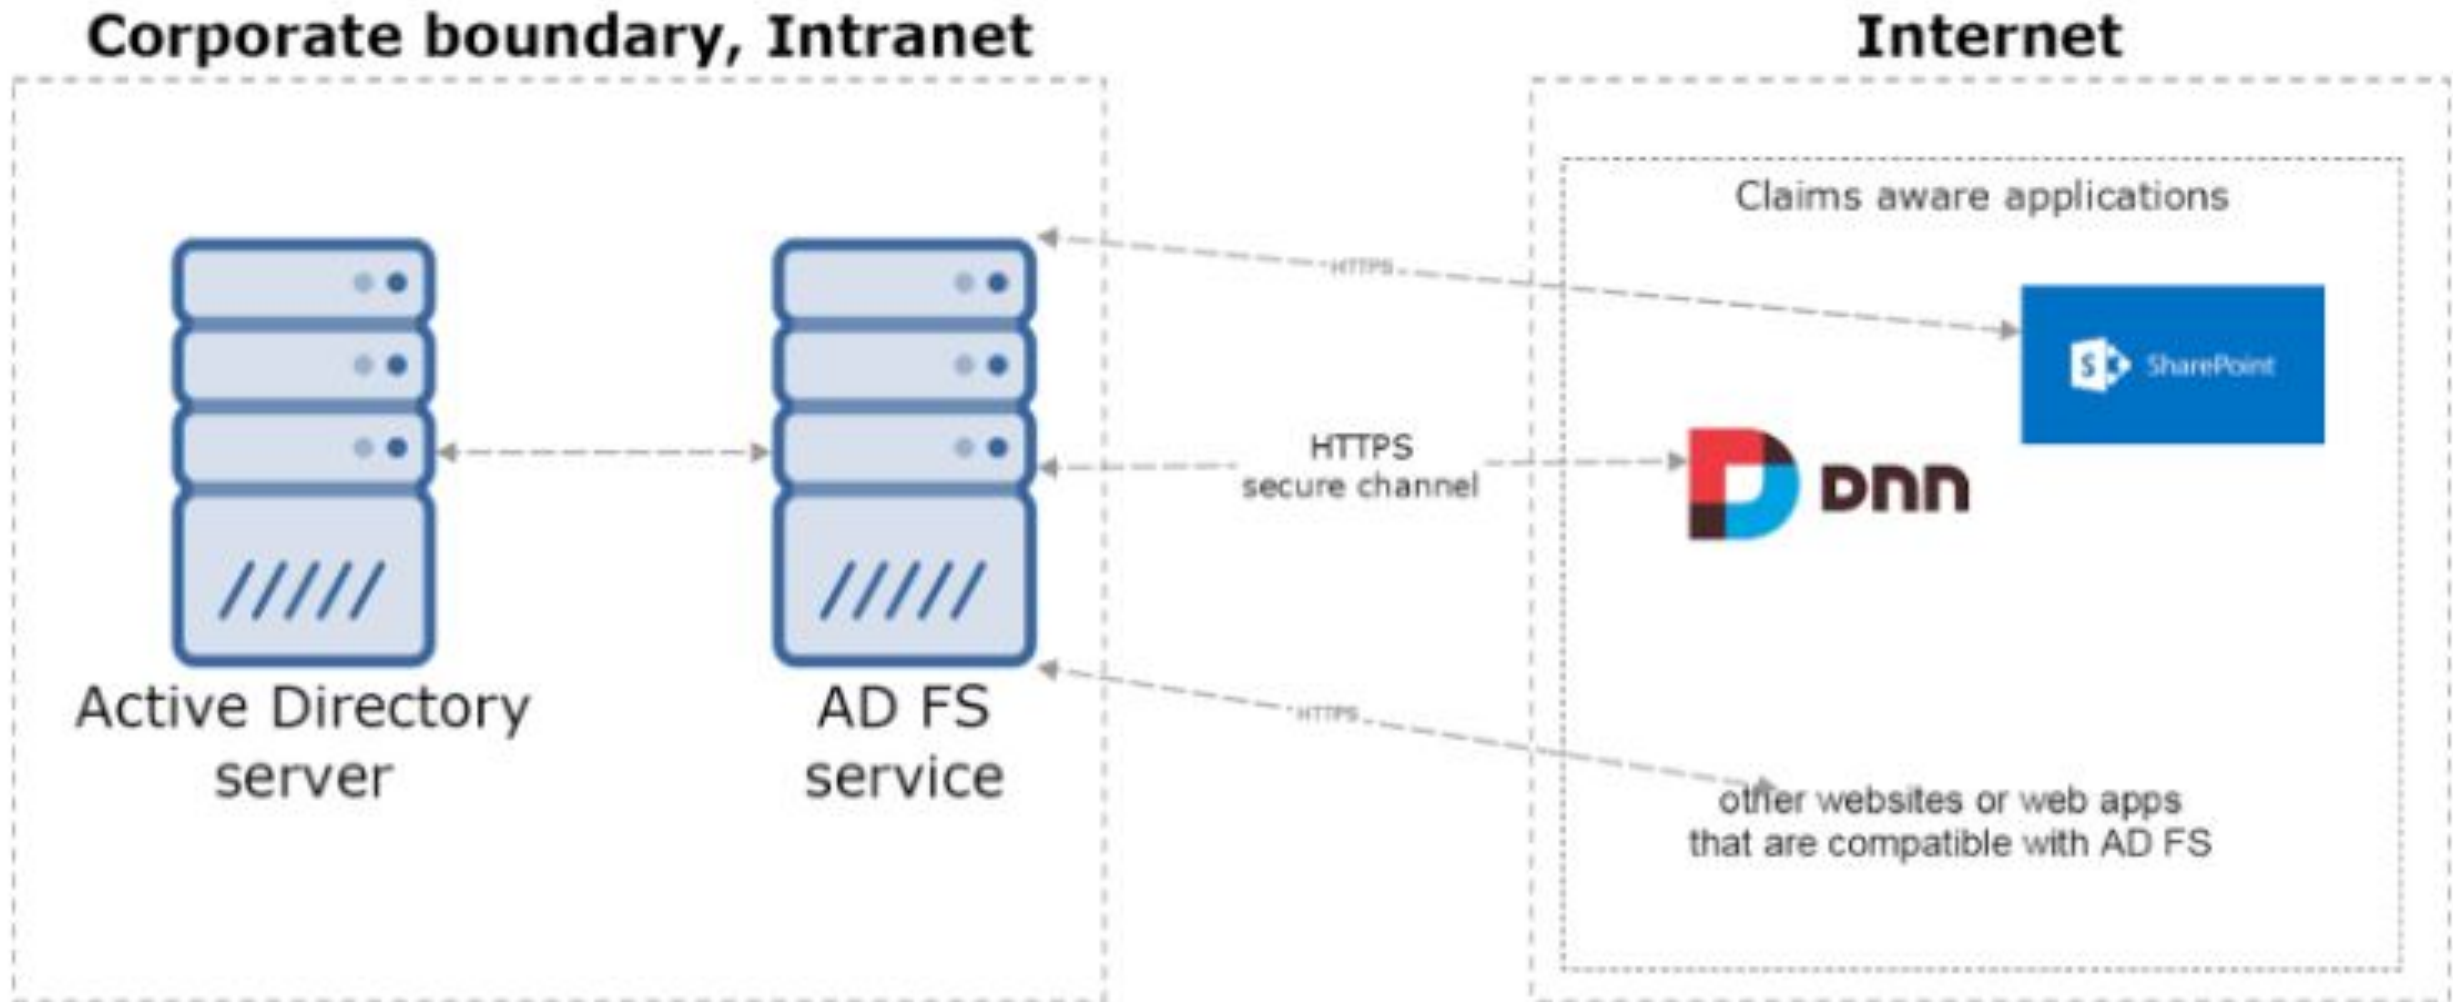 Corporate boundary, Intranet
Internet
Claims aware applications
HTTPS
S SharePoint
HTTPS
secure channel
DNN
Active Directory
server
AD FS
service
HTTPS
other websites or web apps
that are compatible with AD FS